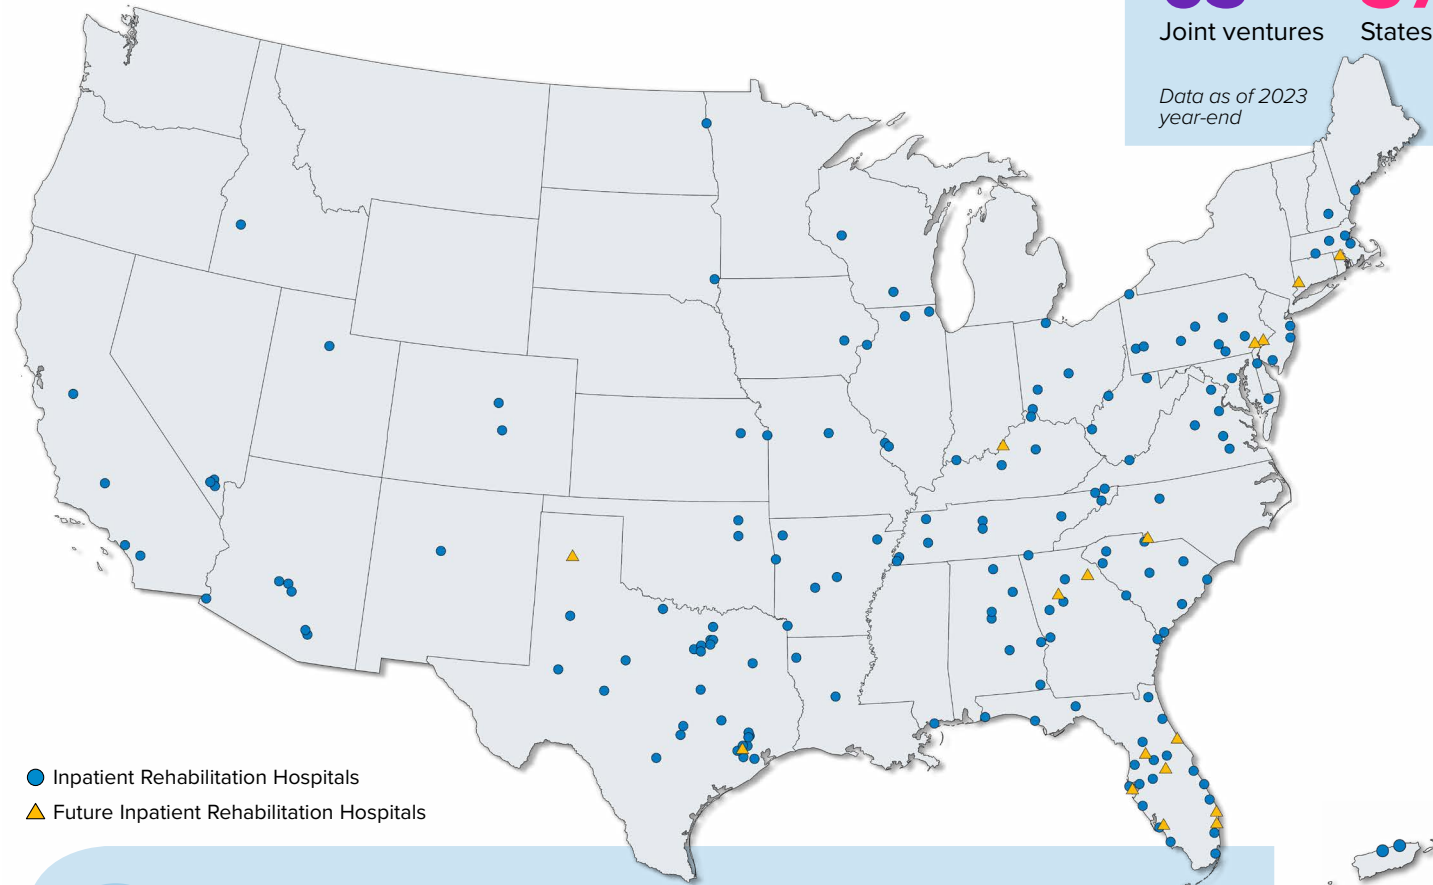 Joint ventures
States
Data as of 2023
year-end
Inpatient Rehabilitation Hospitals
Future Inpatient Rehabilitation Hospitals